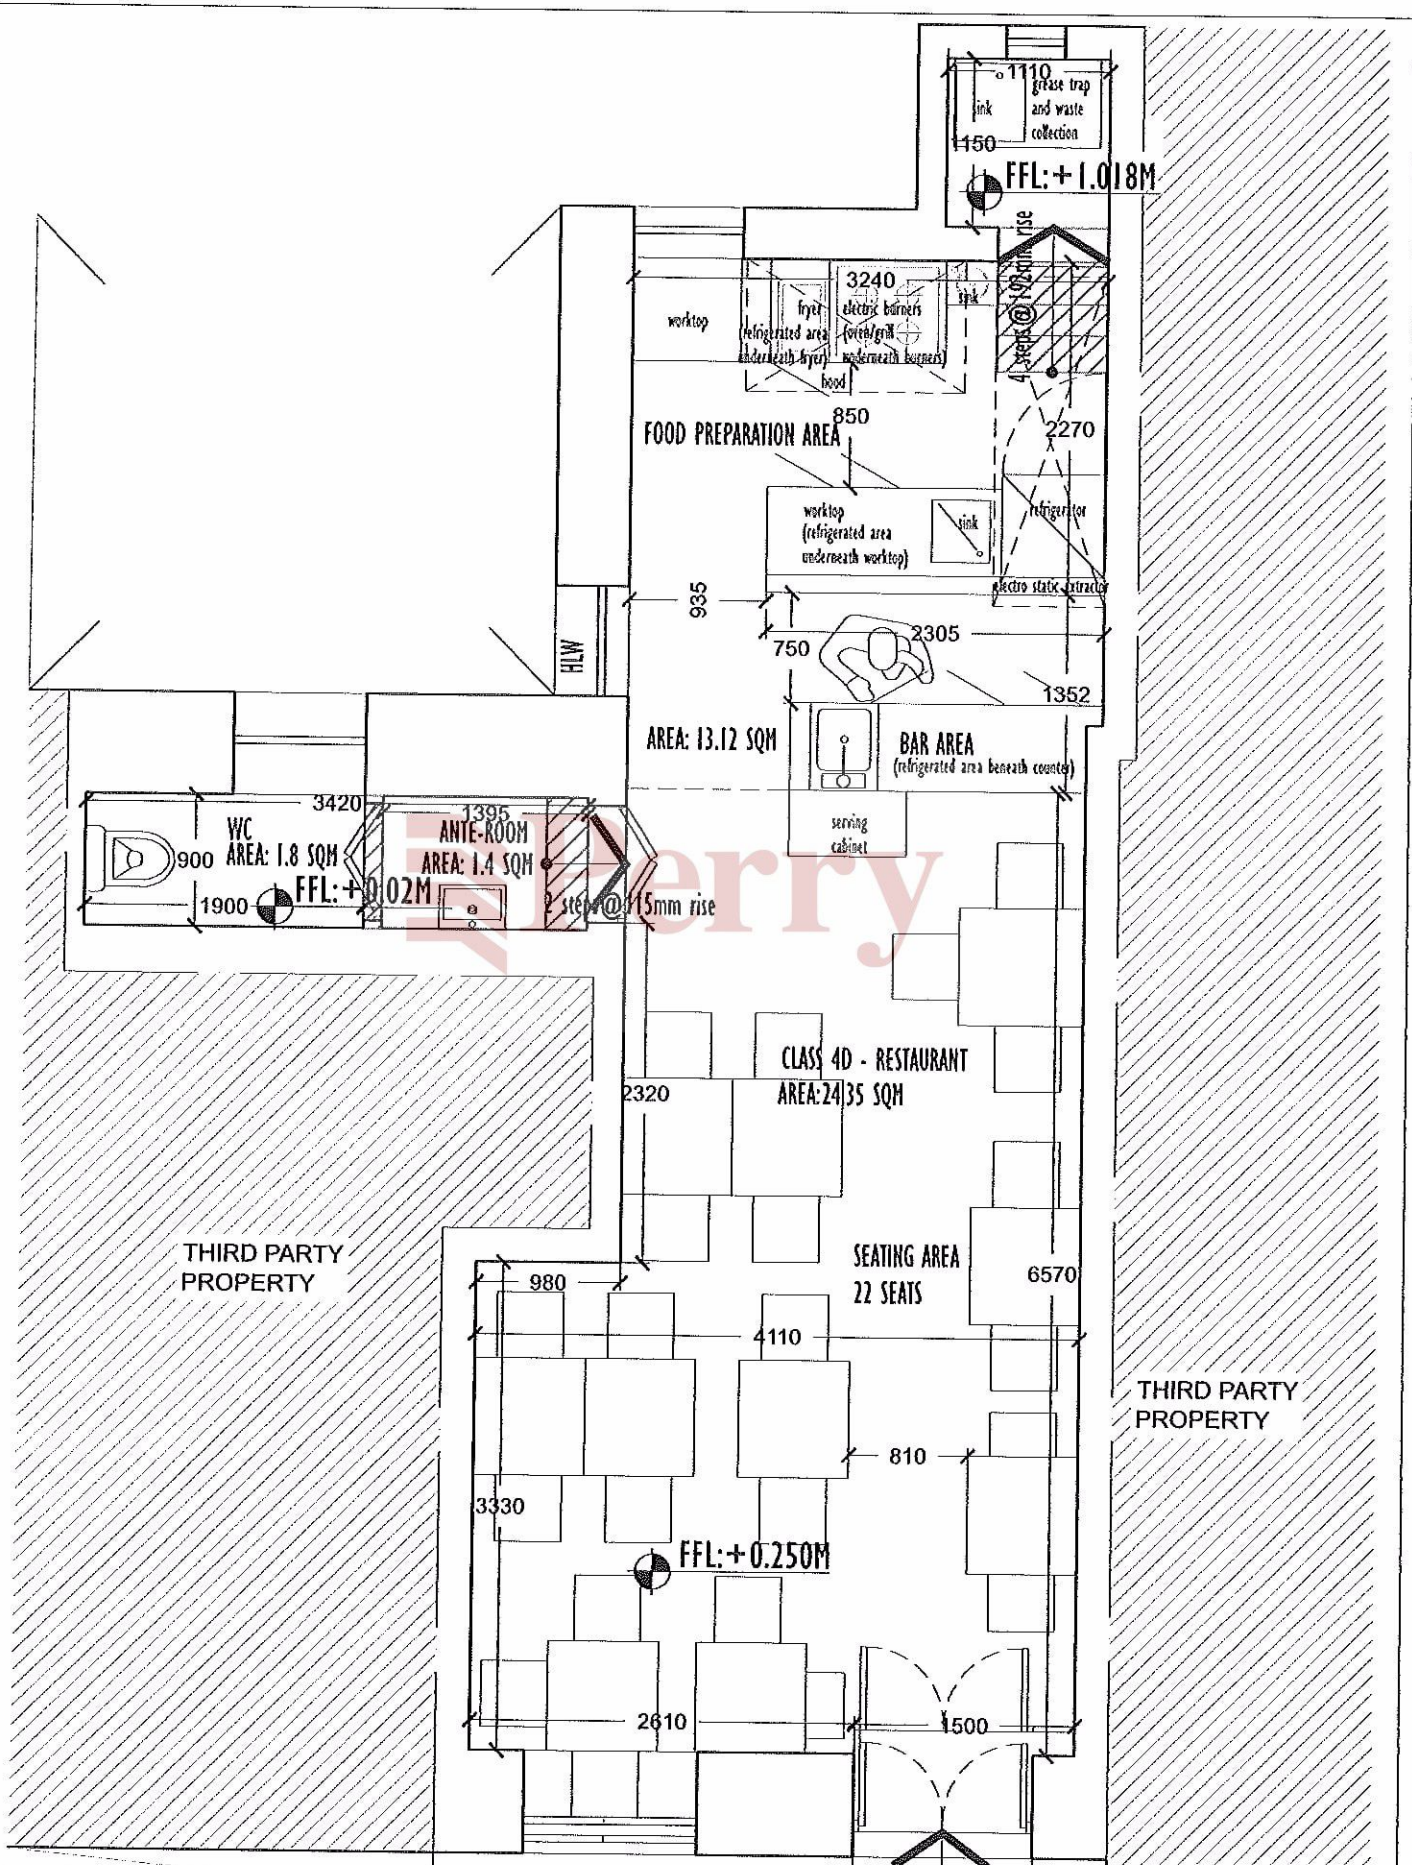 1110
sink
grease trap
and waste
collection
1150
FFL:+1.018M
4 steps @ 192mm rise
3240
worktop
fryer
(refrigerated area
underneath fryer)
electric burners
(oven/grill
underneath burners)
sink
hood
850
FOOD PREPARATION AREA
2270
worktop
(refrigerated area
underneath worktop)
sink
refrigerator
electro static extractor
935
2305
750
HLW
1352
AREA: 13.12 SQM
BAR AREA
(refrigerated area beneath counter)
3420
1395
serving
cabinet
WC
AREA: 1.8 SQM
900
ANTE-ROOM
AREA: 1.4 SQM
Perry
FFL:+0.02M
1900
2 steps @115mm rise
CLASS 4D - RESTAURANT
AREA:24.35 SQM
2320
THIRD PARTY
PROPERTY
SEATING AREA
22 SEATS
980
6570
4110
THIRD PARTY
PROPERTY
810
3330
FFL:+0.250M
2610
1500